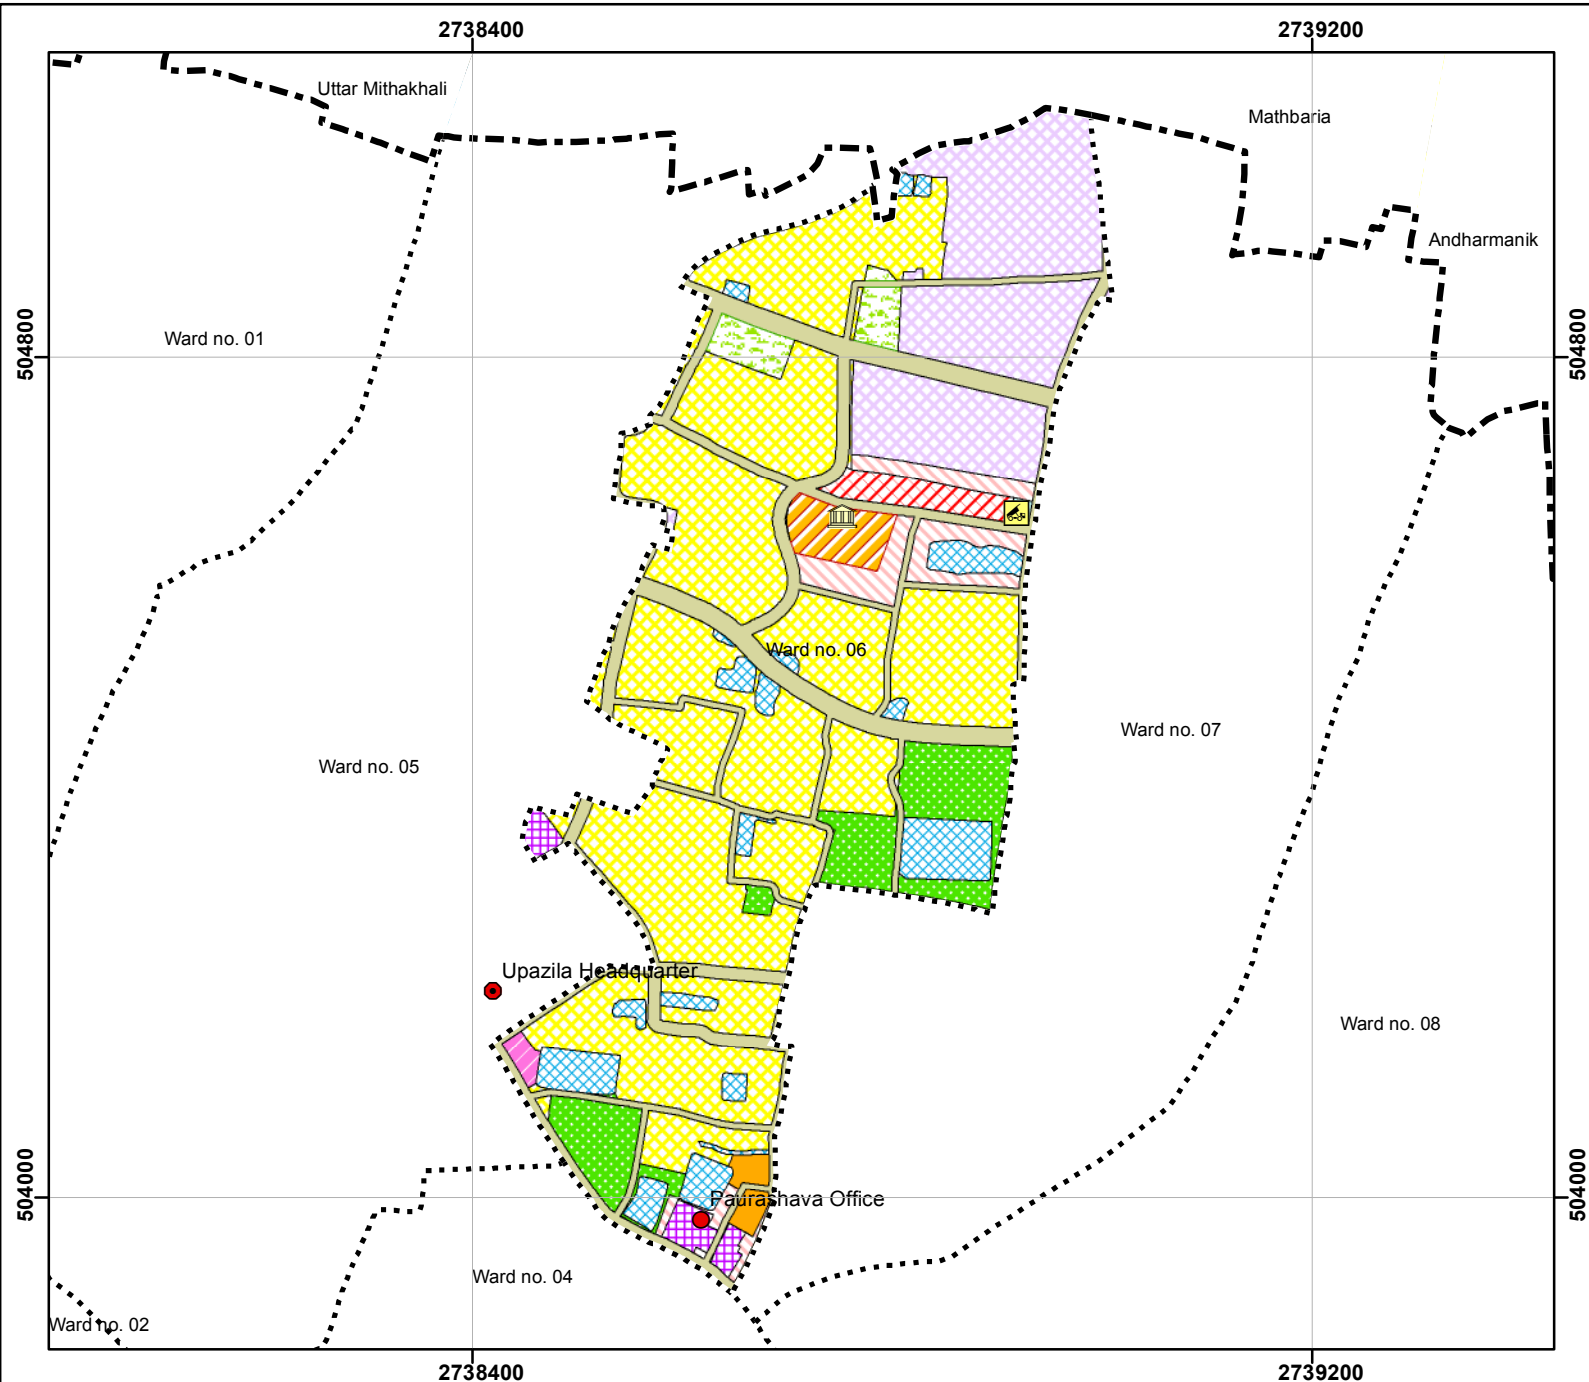 2738400
2739200
Uttar Mithakhali
Mathbaria
Andharmanik
504800
Ward no. 01
504800
Ward no. 06
Ward no. 07
Ward no. 05
Upazila Headquarter
Ward no. 08
504000
Paurashava Office
504000
Ward no. 04
Ward no. 02
2738400
2739200